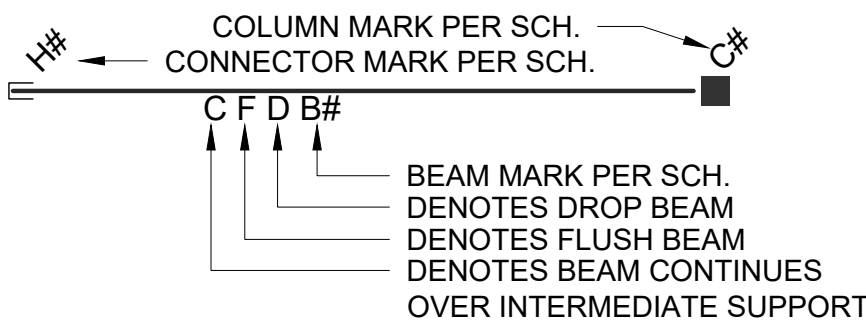 COLUMN MARK PER SCH.
H#
C#
CONNECTOR MARK PER SCH.
C F D B#
BEAM MARK PER SCH.
DENOTES DROP BEAM
DENOTES FLUSH BEAM
DENOTES BEAM CONTINUES
OVER INTERMEDIATE SUPPORT